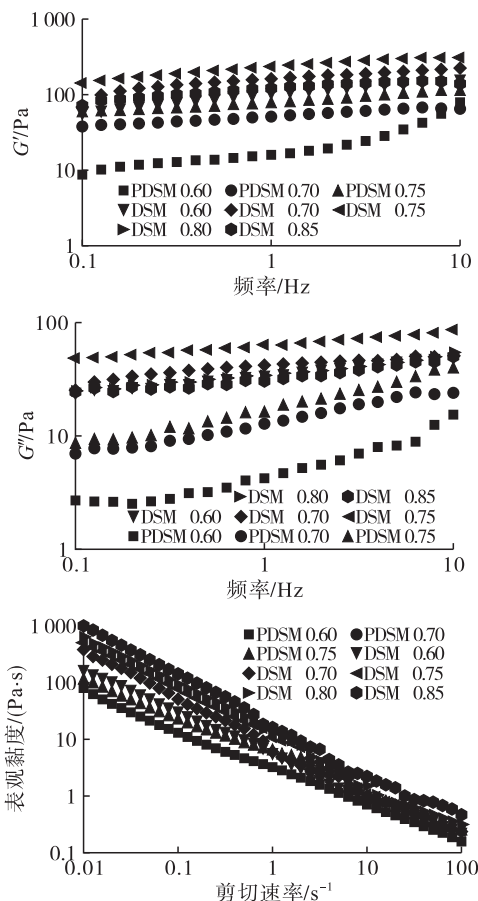 1 000
100
10
1
G′/Pa
■PDSM 0.60 ●PDSM 0.70 ▲PDSM 0.75
▼DSM 0.60 ◆DSM 0.70 ◀DSM 0.75
▶DSM 0.80 ⬢DSM 0.85
0.1 1 10
频率/Hz
100
10
1
G″/Pa
▶DSM 0.80 ⬢DSM 0.85
▼DSM 0.60 ◆DSM 0.70 ◀DSM 0.75
■PDSM 0.60 ●PDSM 0.70 ▲PDSM 0.75
0.1 1 10
频率/Hz
1 000
100
10
1
0.1
表观黏度/(Pa·s)
■PDSM 0.60 ●PDSM 0.70
▲PDSM 0.75 ▼DSM 0.60
◆DSM 0.70 ◀DSM 0.75
▶DSM 0.80 ⬢DSM 0.85
0.01 0.1 1 10 100
剪切速率/s⁻¹